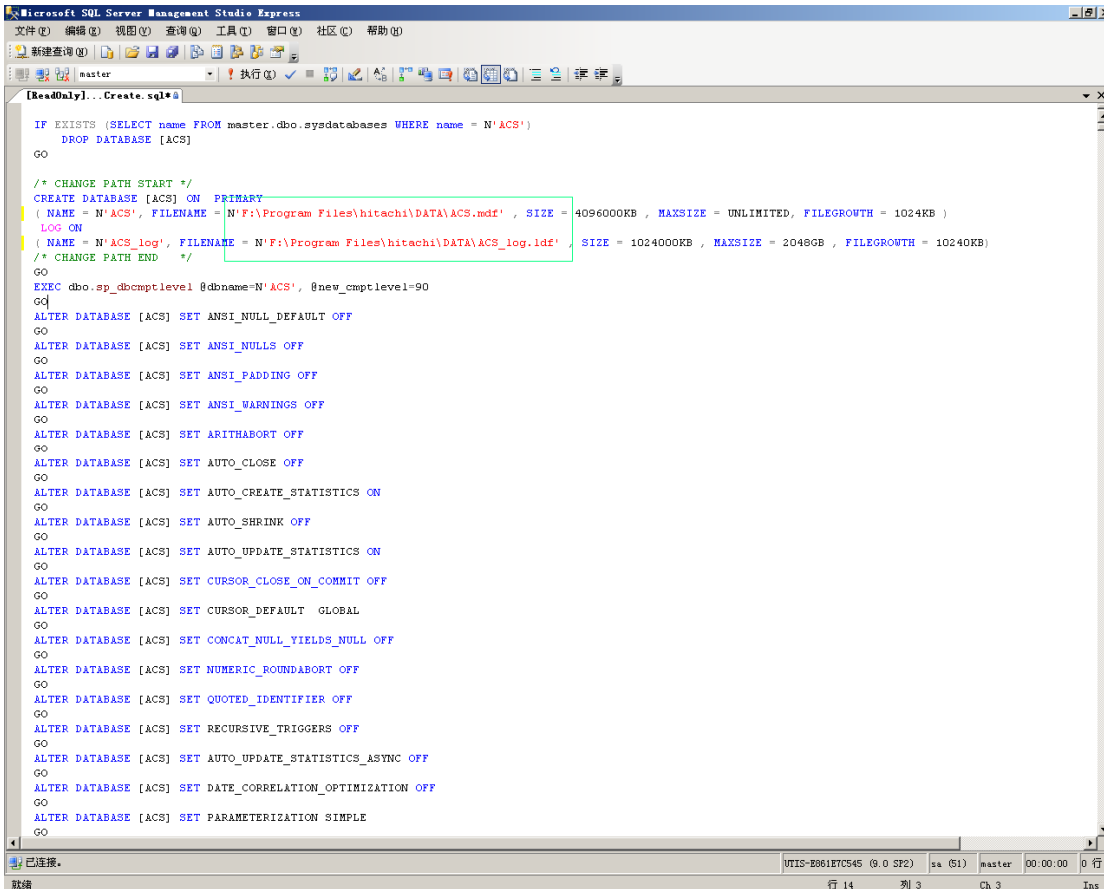 Microsoft SQL Server Management Studio Express
文件(F) 编辑(E) 视图(V) 查询(Q) 工具(T) 窗口(W) 社区(C) 帮助(H)
新建查询(N)
master 执行(X)
[ReadOnly]...Create.sql*
IF EXISTS (SELECT name FROM master.dbo.sysdatabases WHERE name = N'ACS')
DROP DATABASE [ACS]
GO
/* CHANGE PATH START */
CREATE DATABASE [ACS] ON PRIMARY
( NAME = N'ACS', FILENAME = N'F:\Program Files\hitachi\DATA\ACS.mdf' , SIZE = 4096000KB , MAXSIZE = UNLIMITED, FILEGROWTH = 1024KB )
LOG ON
( NAME = N'ACS_log', FILENAME = N'F:\Program Files\hitachi\DATA\ACS_log.ldf' , SIZE = 1024000KB , MAXSIZE = 2048GB , FILEGROWTH = 10240KB)
/* CHANGE PATH END */
GO
EXEC dbo.sp_dbcmptlevel @dbname=N'ACS', @new_cmptlevel=90
GO
ALTER DATABASE [ACS] SET ANSI_NULL_DEFAULT OFF
GO
ALTER DATABASE [ACS] SET ANSI_NULLS OFF
GO
ALTER DATABASE [ACS] SET ANSI_PADDING OFF
GO
ALTER DATABASE [ACS] SET ANSI_WARNINGS OFF
GO
ALTER DATABASE [ACS] SET ARITHABORT OFF
GO
ALTER DATABASE [ACS] SET AUTO_CLOSE OFF
GO
ALTER DATABASE [ACS] SET AUTO_CREATE_STATISTICS ON
GO
ALTER DATABASE [ACS] SET AUTO_SHRINK OFF
GO
ALTER DATABASE [ACS] SET AUTO_UPDATE_STATISTICS ON
GO
ALTER DATABASE [ACS] SET CURSOR_CLOSE_ON_COMMIT OFF
GO
ALTER DATABASE [ACS] SET CURSOR_DEFAULT GLOBAL
GO
ALTER DATABASE [ACS] SET CONCAT_NULL_YIELDS_NULL OFF
GO
ALTER DATABASE [ACS] SET NUMERIC_ROUNDABORT OFF
GO
ALTER DATABASE [ACS] SET QUOTED_IDENTIFIER OFF
GO
ALTER DATABASE [ACS] SET RECURSIVE_TRIGGERS OFF
GO
ALTER DATABASE [ACS] SET AUTO_UPDATE_STATISTICS_ASYNC OFF
GO
ALTER DATABASE [ACS] SET DATE_CORRELATION_OPTIMIZATION OFF
GO
ALTER DATABASE [ACS] SET PARAMETERIZATION SIMPLE
GO
已连接。 UTIS-E861E7C545 (9.0 SP2) sa (51) master 00:00:00 0 行
就绪 行 14 列 3 Ch 3 Ins